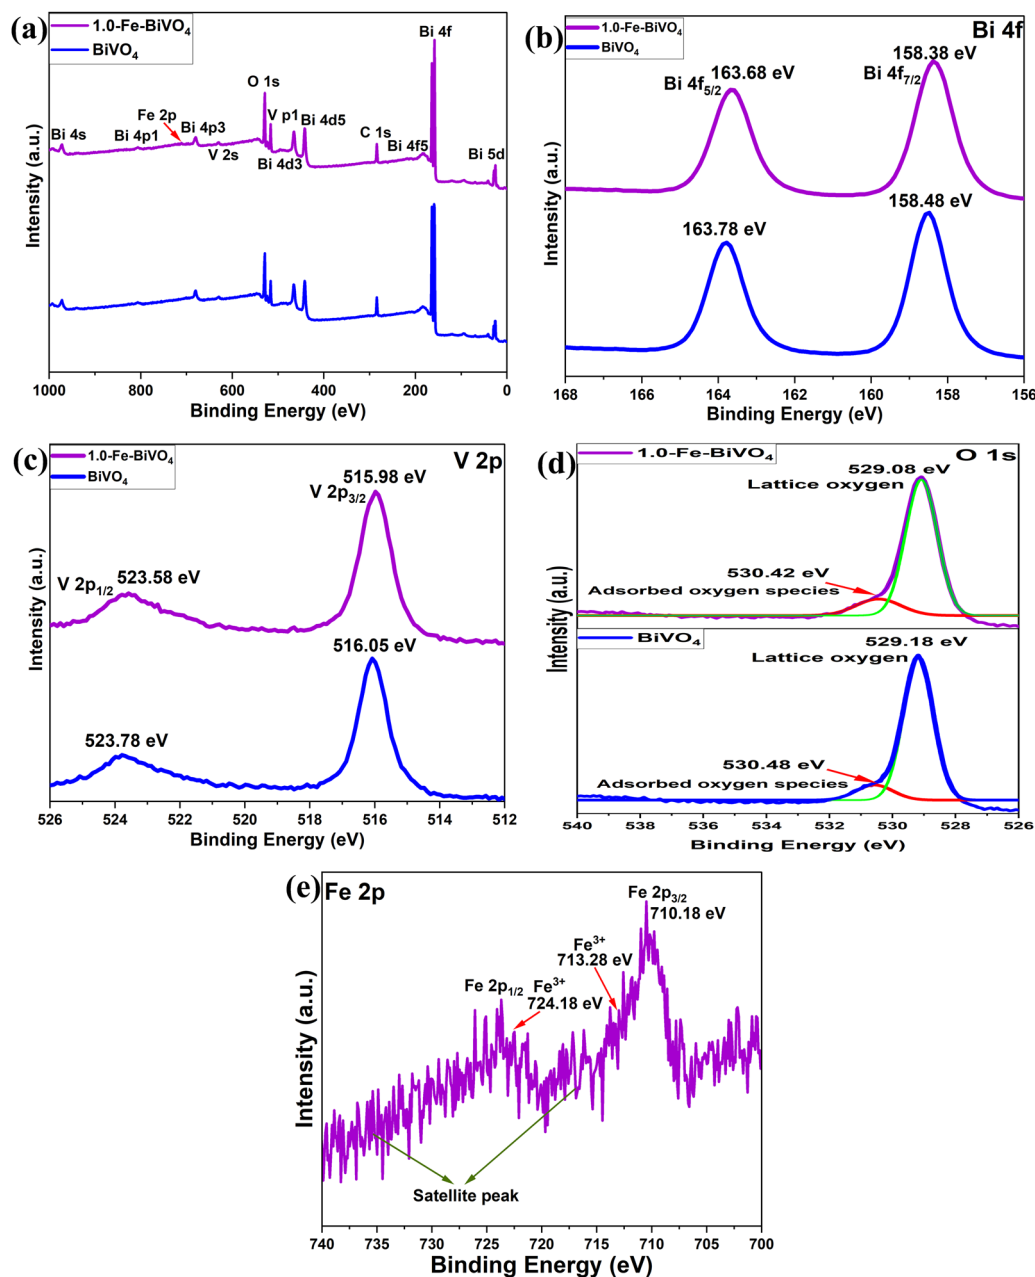 (a)
1.0-Fe-BiVO₄
BiVO₄
Bi 4f
O 1s
Fe 2p
V p1
Bi 4d5
Bi 4s
Bi 4p1
Bi 4p3
C 1s
V 2s
Bi 4d3
Bi 4f5
Bi 5d
Intensity (a.u.)
1000 800 600 400 200 0
Binding Energy (eV)
(b)
1.0-Fe-BiVO₄
BiVO₄
Bi 4f
158.38 eV
163.68 eV
Bi 4f₅/₂
Bi 4f₇/₂
158.48 eV
163.78 eV
Intensity (a.u.)
168 166 164 162 160 158 156
Binding Energy (eV)
(c)
1.0-Fe-BiVO₄
BiVO₄
V 2p
515.98 eV
V 2p₃/₂
V 2p₁/₂
523.58 eV
516.05 eV
523.78 eV
Intensity (a.u.)
526 524 522 520 518 516 514 512
Binding Energy (eV)
(d)
1.0-Fe-BiVO₄
O 1s
529.08 eV
Lattice oxygen
530.42 eV
Adsorbed oxygen species
BiVO₄
529.18 eV
Lattice oxygen
530.48 eV
Adsorbed oxygen species
Intensity (a.u.)
540 538 536 534 532 530 528 526
Binding Energy (eV)
(e)
Fe 2p
Fe 2p₃/₂
710.18 eV
Fe³⁺
713.28 eV
Fe 2p₁/₂
Fe³⁺
724.18 eV
Satellite peak
Intensity (a.u.)
740 735 730 725 720 715 710 705 700
Binding Energy (eV)